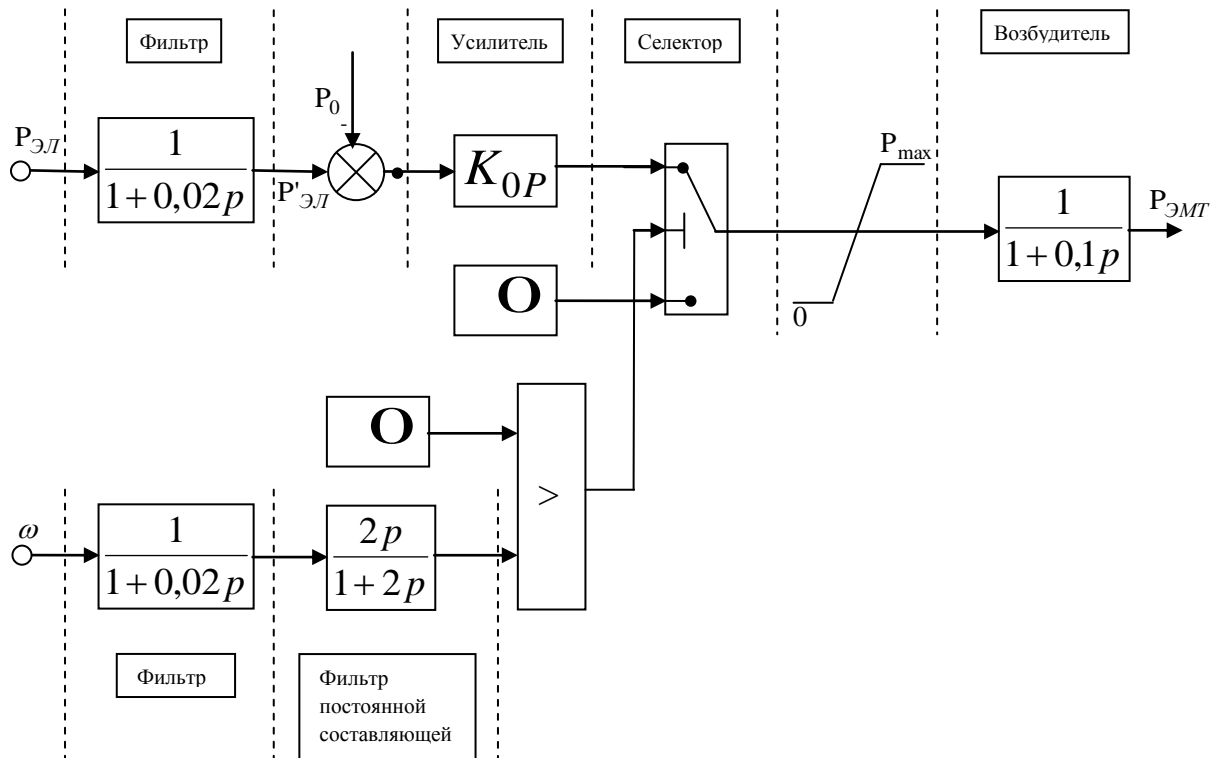 Фильтр
Усилитель
Селектор
Возбудитель
P_ЭЛ
1
1+0,02p
P'_ЭЛ
P_0
-
K_0P
P_max
0
1
1+0,1p
P_ЭМТ
O
O
>
ω
1
1+0,02p
2p
1+2p
Фильтр
Фильтр
постоянной
составляющей